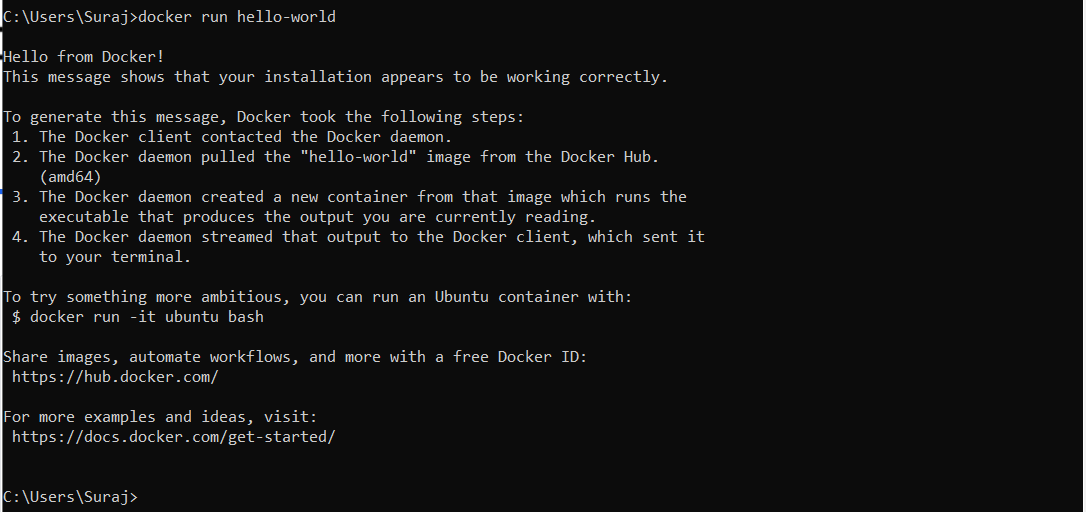 C:\Users\Suraj>docker run hello-world
Hello from Docker!
This message shows that your installation appears to be working correctly.
To generate this message, Docker took the following steps:
1. The Docker client contacted the Docker daemon.
2. The Docker daemon pulled the "hello-world" image from the Docker Hub.
(amd64)
3. The Docker daemon created a new container from that image which runs the
executable that produces the output you are currently reading.
4. The Docker daemon streamed that output to the Docker client, which sent it
to your terminal.
To try something more ambitious, you can run an Ubuntu container with:
$ docker run -it ubuntu bash
Share images, automate workflows, and more with a free Docker ID:
https://hub.docker.com/
For more examples and ideas, visit:
https://docs.docker.com/get-started/
C:\Users\Suraj>